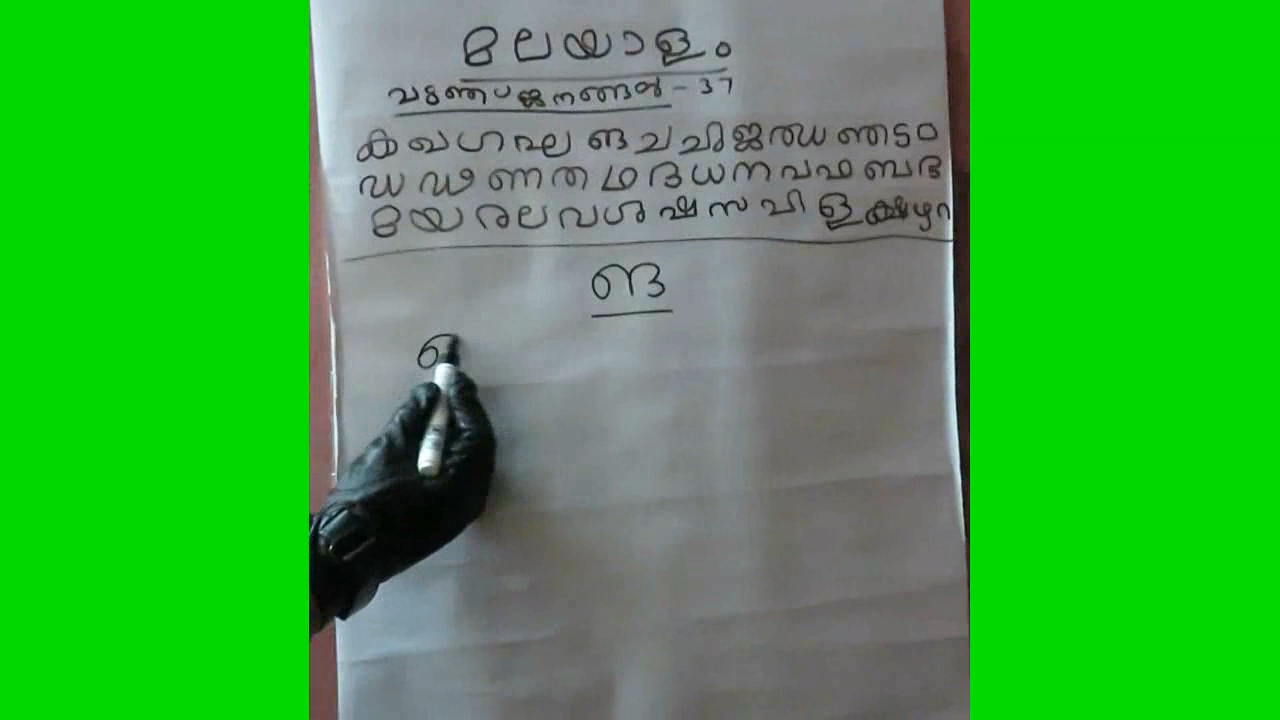 മലയാളം
വ്യഞ്ജനങ്ങൾ - 37
ക ഖ ഗ ഘ ങ ച ഛ ജ ഝ ഞ ട ഠ
ഡ ഢ ണ ത ഥ ദ ധ ന പ ഫ ബ ഭ
മ യ ര ല വ ശ ഷ സ ഹ ള ക്ഷ ഴ റ
ങ